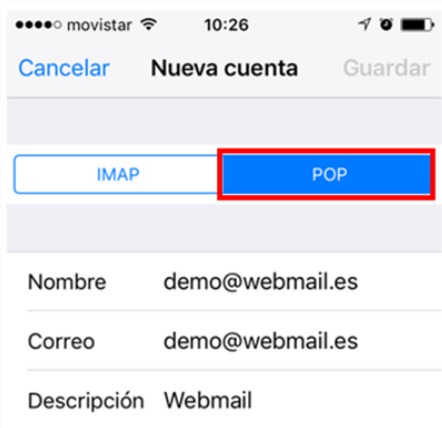 movistar 10:26
Cancelar Nueva cuenta Guardar
IMAP POP
Nombre demo@webmail.es
Correo demo@webmail.es
Descripción Webmail